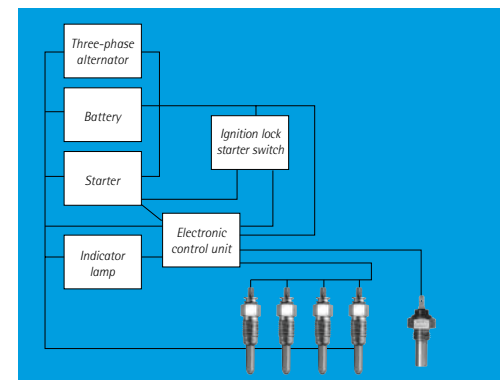 Three-phase
alternator
Battery
Ignition lock
starter switch
Starter
Electronic
control unit
Indicator
lamp